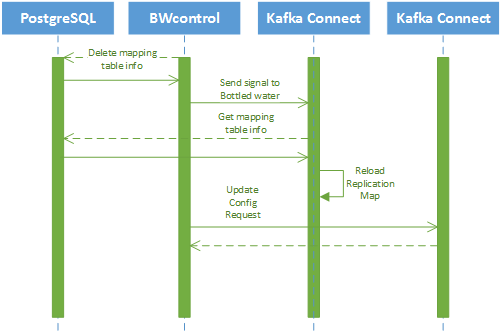 PostgreSQL
BWcontrol
Kafka Connect
Kafka Connect
Delete mapping
table info
Send signal to
Bottled water
Get mapping
table info
Reload
Replication
Map
Update
Config
Request